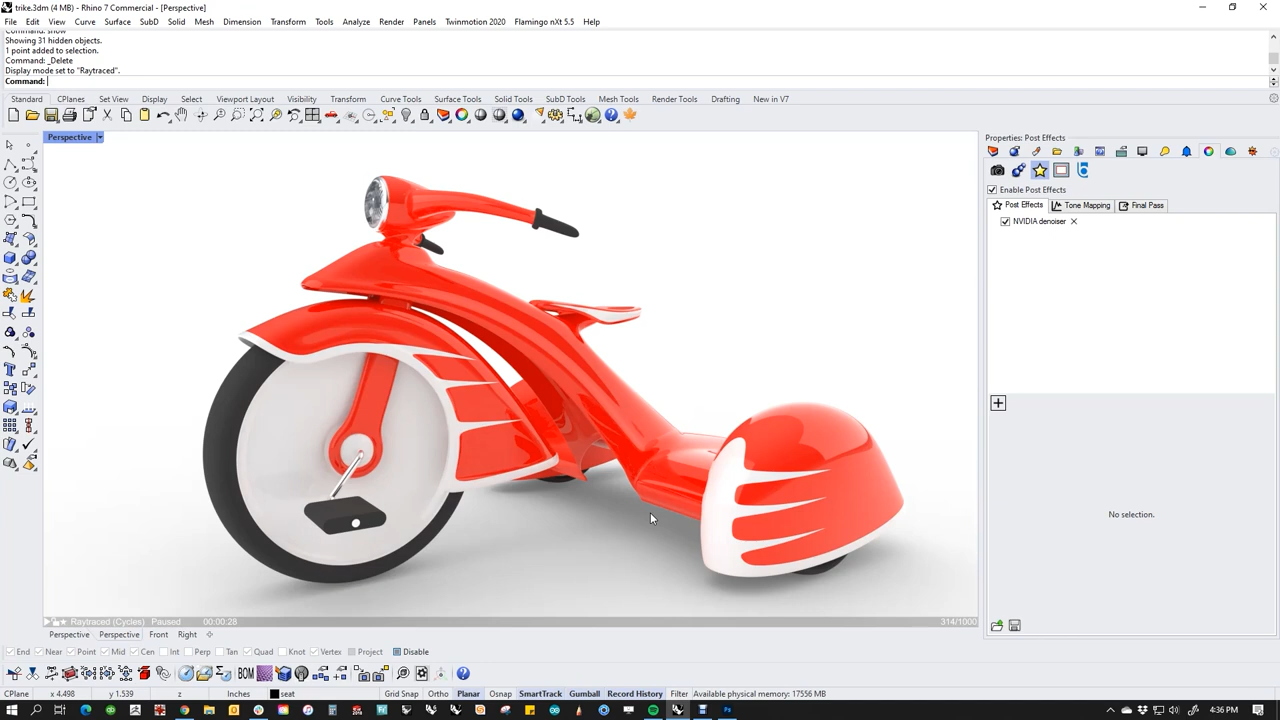 trike.3dm (4 MB) - Rhino 7 Commercial - [Perspective]
File Edit View Curve Surface SubD Solid Mesh Dimension Transform Tools Analyze Render Panels Twinmotion 2020 Flamingo nXt 5.5 Help
Command: show
Showing 31 hidden objects.
1 point added to selection.
Command: _Delete
Display mode set to "Raytraced".
Command:
Standard CPlanes Set View Display Select Viewport Layout Visibility Transform Curve Tools Surface Tools Solid Tools SubD Tools Mesh Tools Render Tools Drafting New in V7
Perspective
Properties: Post Effects
Enable Post Effects
Post Effects Tone Mapping Final Pass
NVIDIA denoiser
No selection.
Raytraced (Cycles) Paused 00:00:28 314/1000
Perspective Perspective Front Right
End Near Point Mid Cen Int Perp Tan Quad Knot Vertex Project Disable
BOM
CPlane x 4.498 y 1.539 z Inches seat Grid Snap Ortho Planar Osnap SmartTrack Gumball Record History Filter Available physical memory: 17556 MB
4:36 PM